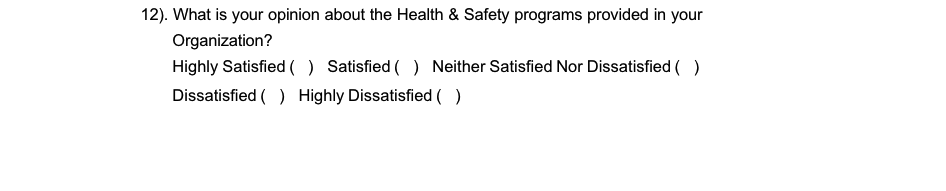 12). What is your opinion about the Health & Safety programs provided in your
Organization?
Highly Satisfied ( ) Satisfied ( ) Neither Satisfied Nor Dissatisfied ( )
Dissatisfied ( ) Highly Dissatisfied ( )